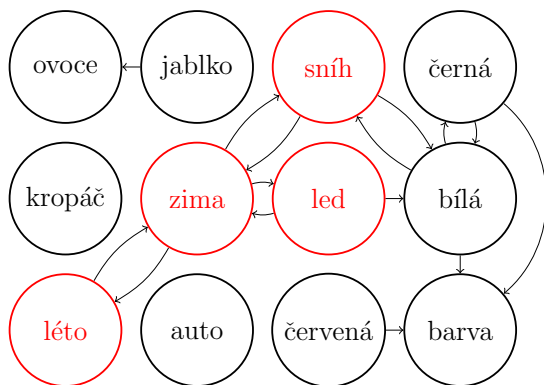 ovoce
jablko
sníh
černá
kropáč
zima
led
bílá
léto
auto
červená
barva